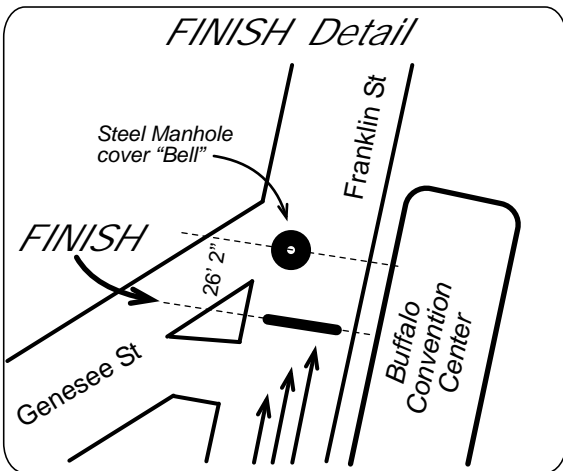 FINISH Detail
Steel Manhole
cover “Bell”
Franklin St
FINISH
26’ 2”
Genesee St
Buffalo
Convention
Center